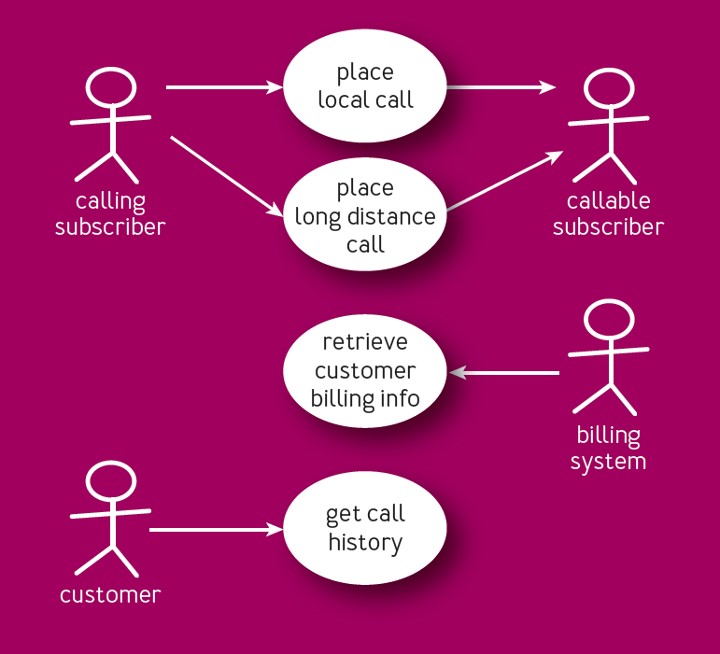 place
local call
calling
subscriber
callable
subscriber
place
long distance
call
retrieve
customer
billing info
billing
system
get call
history
customer